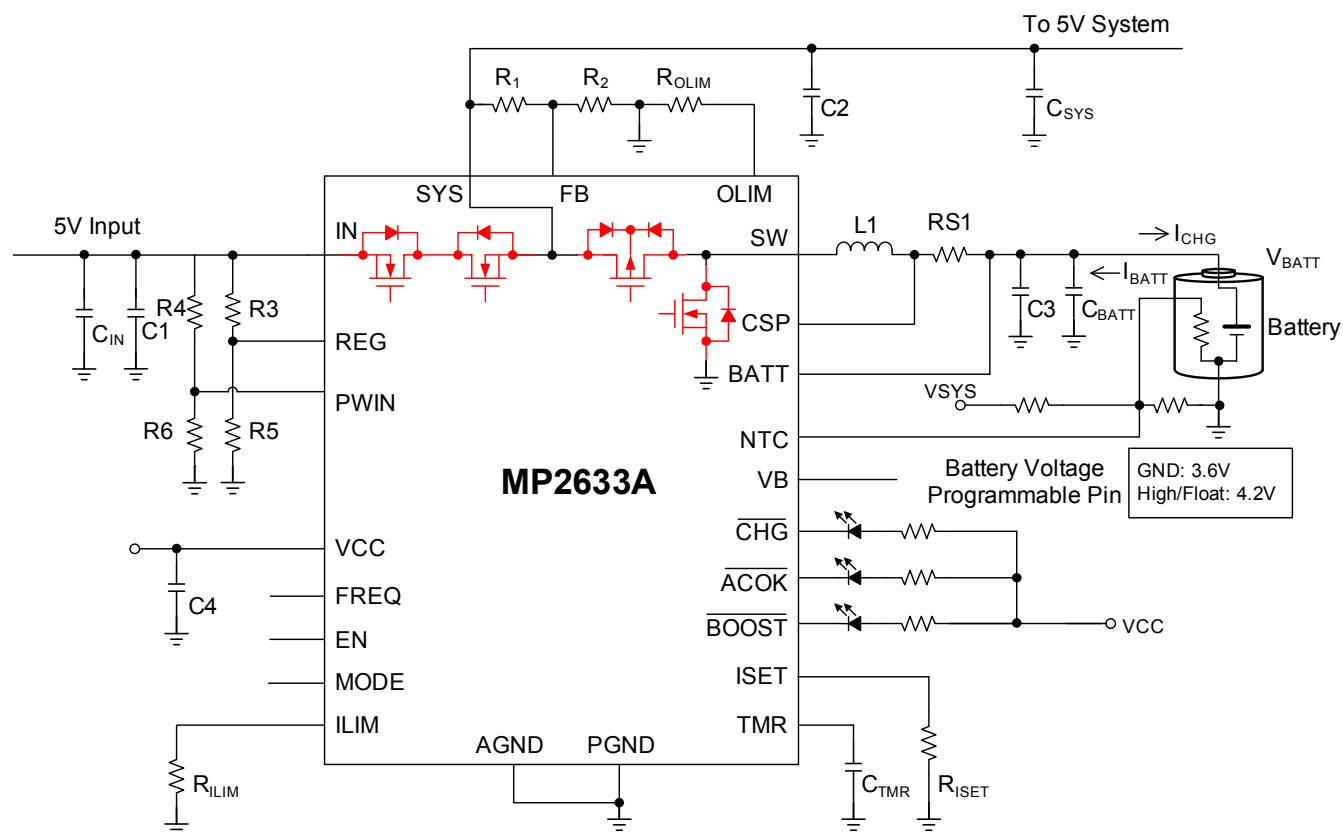 To 5V System
R1
R2
ROLIM
C2
CSYS
SYS
FB
OLIM
5V Input
IN
SW
L1
RS1
ICHG
IBATT
VBATT
R4
R3
CIN
C1
REG
CSP
C3
CBATT
Battery
BATT
PWIN
VSYS
R6
R5
NTC
MP2633A
VB
Battery Voltage
Programmable Pin
GND: 3.6V
High/Float: 4.2V
CHG
VCC
ACOK
C4
FREQ
BOOST
VCC
EN
MODE
ISET
ILIM
TMR
AGND
PGND
RILIM
CTMR
RISET